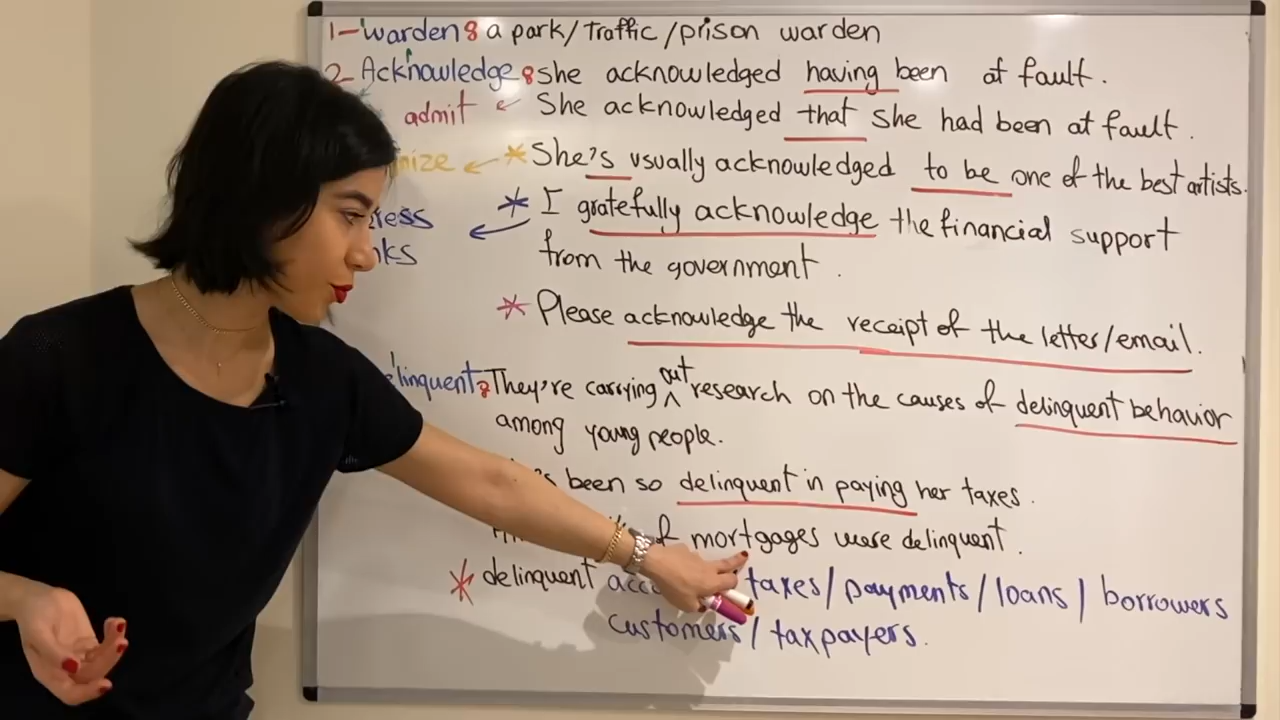 1-Warden: a park/Traffic/prison warden
2-Acknowledge: she acknowledged having been at fault.
admit ← She acknowledged that she had been at fault.
* She's usually acknowledged to be one of the best artists.
* I gratefully acknowledge the financial support
from the government.
* Please acknowledge the receipt of the letter/email.
They're carrying out research on the causes of delinquent behavior
among young people.
been so delinquent in paying her taxes.
of mortgages were delinquent.
* delinquent taxes/payments/loans/borrowers
customers/taxpayers.